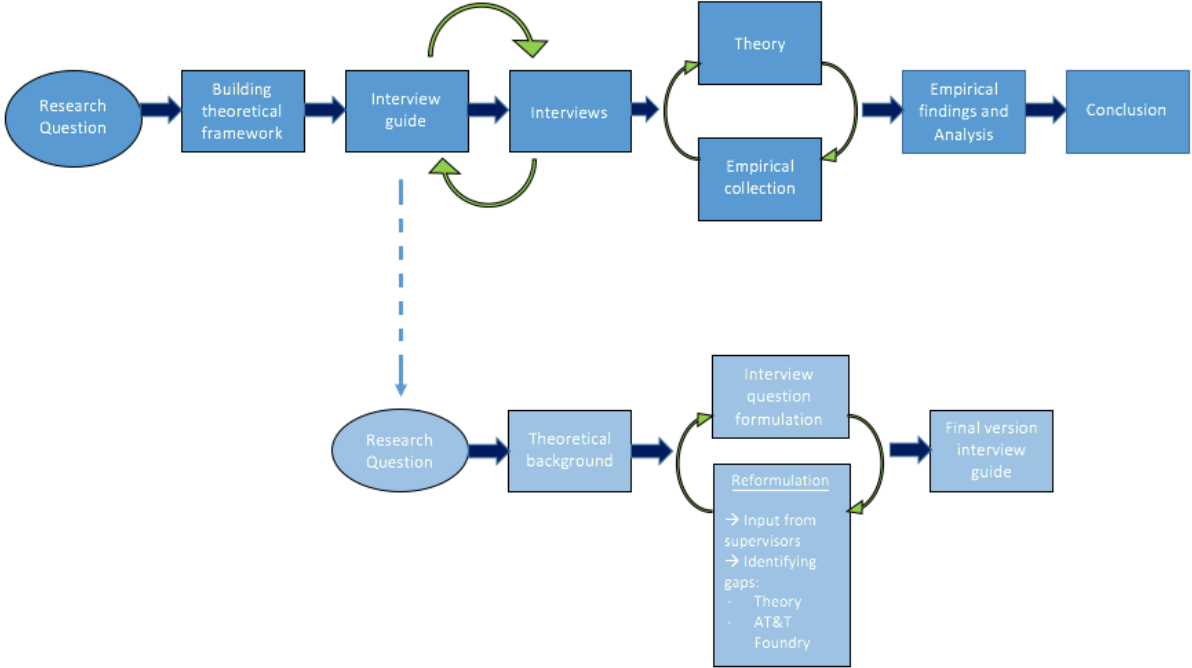 Research
Question
Building
theoretical
framework
Interview
guide
Interviews
Theory
Empirical
collection
Empirical
findings and
Analysis
Conclusion
Research
Question
Theoretical
background
Interview
question
formulation
Reformulation
→ Input from
supervisors
→ Identifying
gaps:
- Theory
- AT&T
Foundry
Final version
interview
guide